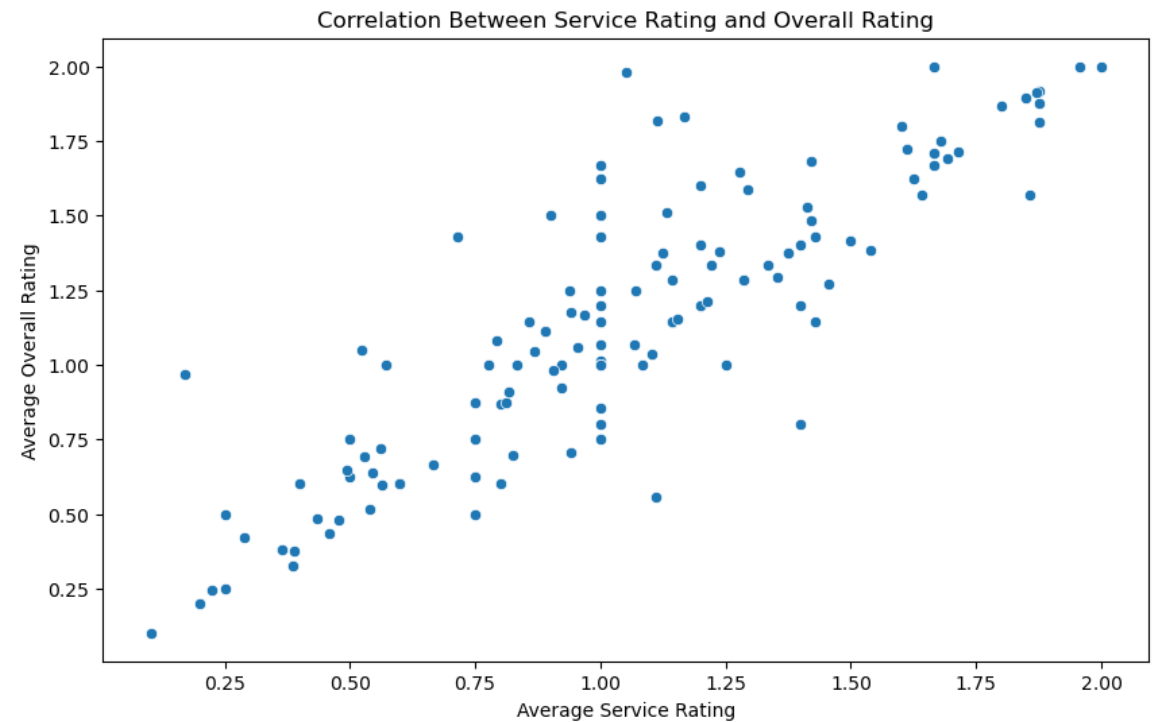 Correlation Between Service Rating and Overall Rating
2.00
1.75
1.50
1.25
1.00
0.75
0.50
0.25
Average Overall Rating
0.25 0.50 0.75 1.00 1.25 1.50 1.75 2.00
Average Service Rating